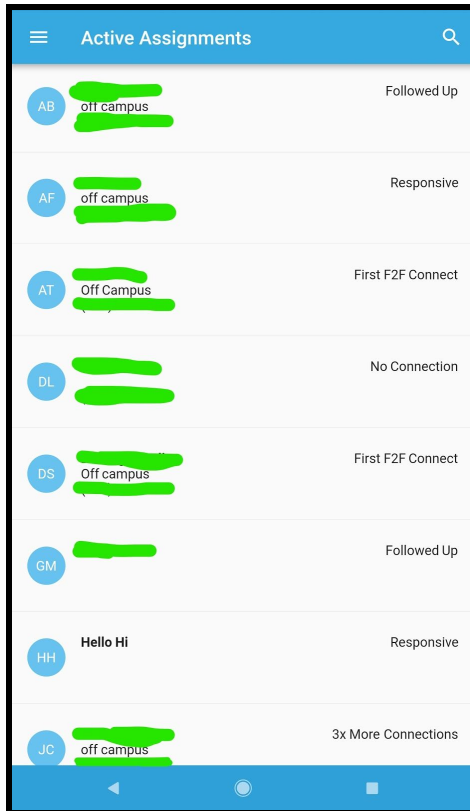 Active Assignments
AB
Followed Up
off campus
AF
Responsive
off campus
AT
First F2F Connect
Off Campus
DL
No Connection
DS
First F2F Connect
Off campus
GM
Followed Up
HH
Hello Hi
Responsive
JC
3x More Connections
off campus